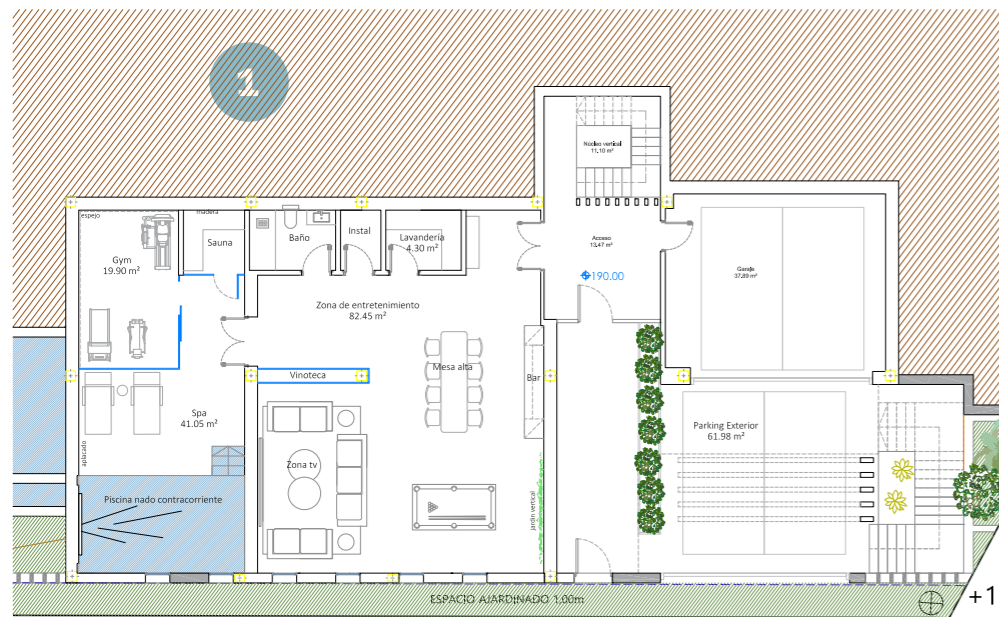 1
Núcleo vertical
11.10 m²
espejo
madera
Sauna
Baño
Instal
Lavandería
4.30 m²
Acceso
13.47 m²
Gym
19.90 m²
Garaje
37.89 m²
190.00
Zona de entretenimiento
82.45 m²
Vinoteca
Mesa alta
Bar
Spa
41.05 m²
Parking Exterior
61.98 m²
aplacado
Zona tv
Piscina nado contracorriente
jardín vertical
ESPACIO AJARDINADO 1,00m
+1